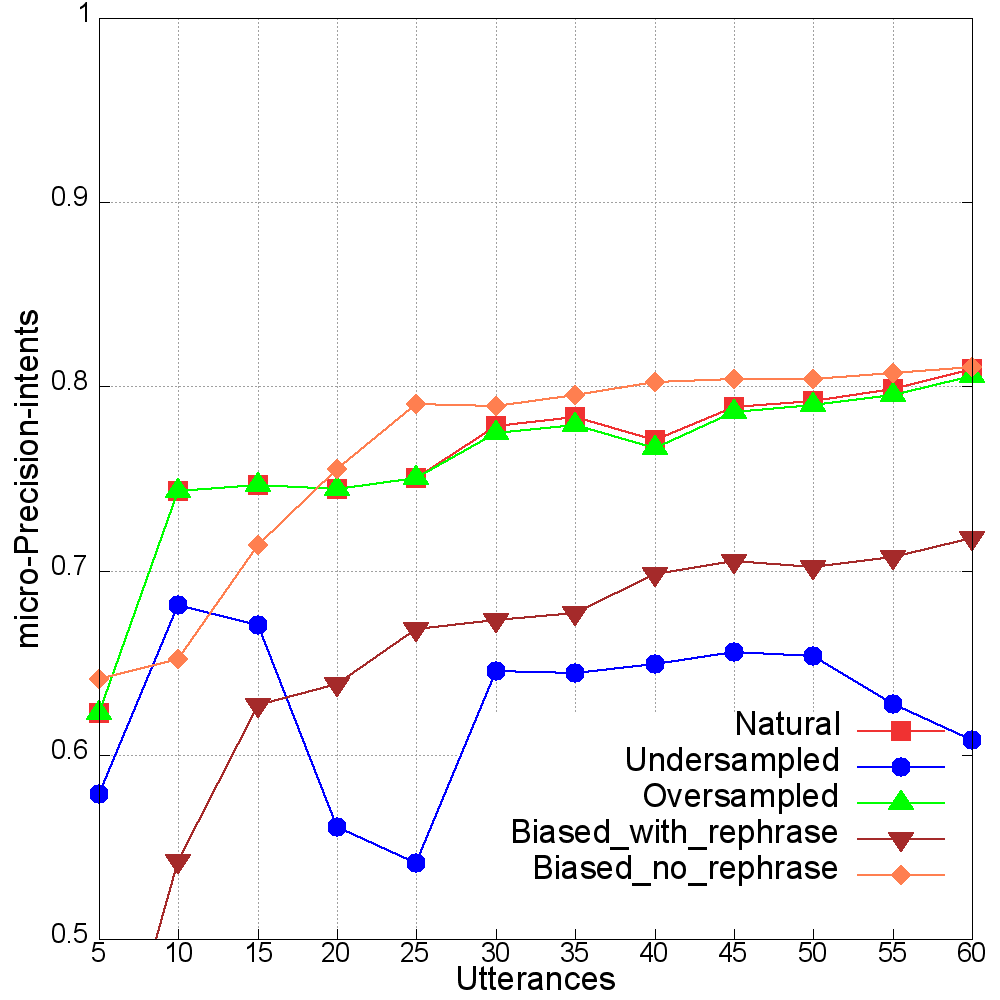 micro-Precision-intents
1
0.9
0.8
0.7
0.6
0.5
5 10 15 20 25 30 35 40 45 50 55 60
Utterances
Natural
Undersampled
Oversampled
Biased_with_rephrase
Biased_no_rephrase